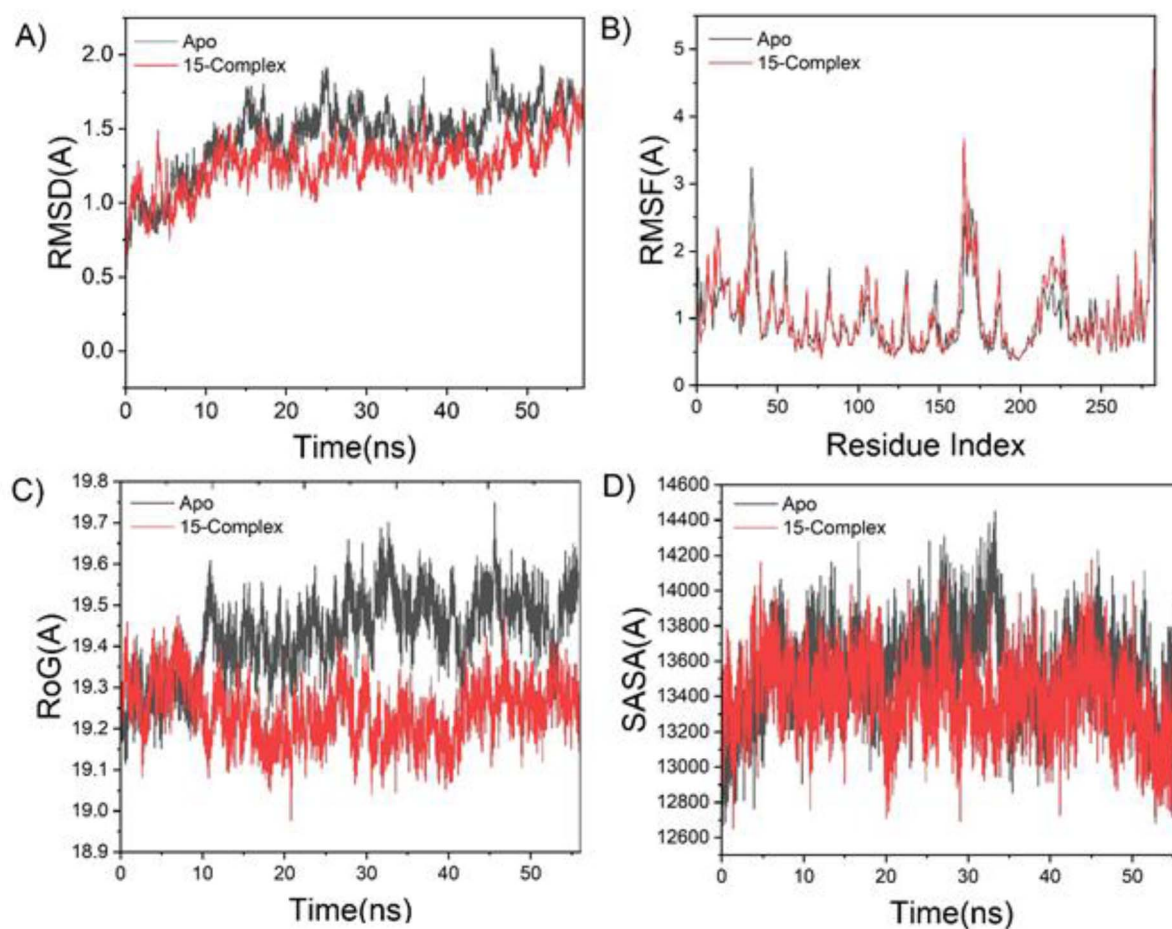 A)
Apo
15-Complex
RMSD(A)
2.0
1.5
1.0
0.5
0.0
0 10 20 30 40 50
Time(ns)
B)
Apo
15-Complex
RMSF(A)
5
4
3
2
1
0
0 50 100 150 200 250
Residue Index
C)
Apo
15-Complex
RoG(A)
19.8
19.7
19.6
19.5
19.4
19.3
19.2
19.1
19.0
18.9
0 10 20 30 40 50
Time(ns)
D)
Apo
15-Complex
SASA(A)
14600
14400
14200
14000
13800
13600
13400
13200
13000
12800
12600
0 10 20 30 40 50
Time(ns)